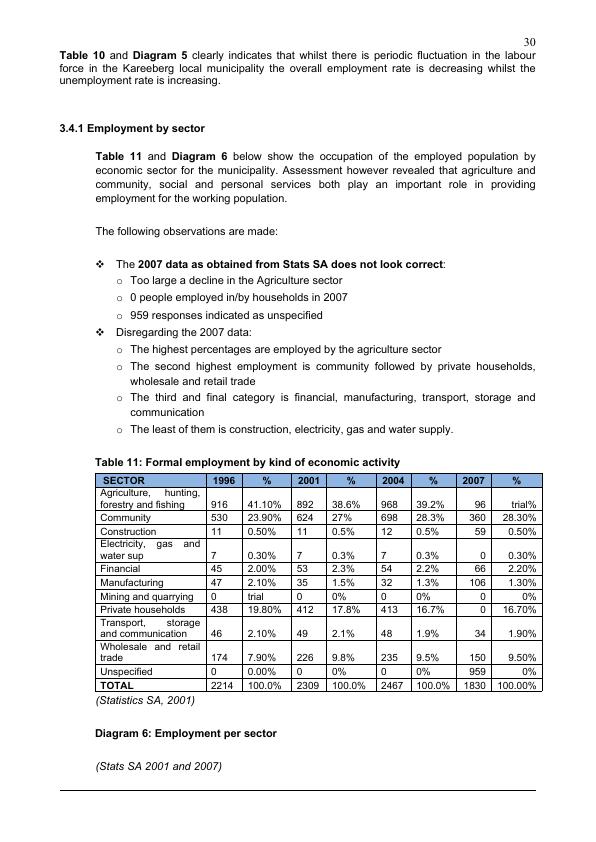 30
Table 10 and Diagram 5 clearly indicates that whilst there is periodic fluctuation in the labour
force in the Kareeberg local municipality the overall employment rate is decreasing whilst the
unemployment rate is increasing.
3.4.1 Employment by sector
Table 11 and Diagram 6 below show the occupation of the employed population by
economic sector for the municipality. Assessment however revealed that agriculture and
community, social and personal services both play an important role in providing
employment for the working population.
The following observations are made:
❖ The 2007 data as obtained from Stats SA does not look correct:
o Too large a decline in the Agriculture sector
o 0 people employed in/by households in 2007
o 959 responses indicated as unspecified
❖ Disregarding the 2007 data:
o The highest percentages are employed by the agriculture sector
o The second highest employment is community followed by private households,
wholesale and retail trade
o The third and final category is financial, manufacturing, transport, storage and
communication
o The least of them is construction, electricity, gas and water supply.
Table 11: Formal employment by kind of economic activity
SECTOR 1996 % 2001 % 2004 % 2007 %
Agriculture, hunting,
forestry and fishing 916 41.10% 892 38.6% 968 39.2% 96 trial%
Community 530 23.90% 624 27% 698 28.3% 360 28.30%
Construction 11 0.50% 11 0.5% 12 0.5% 59 0.50%
Electricity, gas and
water sup 7 0.30% 7 0.3% 7 0.3% 0 0.30%
Financial 45 2.00% 53 2.3% 54 2.2% 66 2.20%
Manufacturing 47 2.10% 35 1.5% 32 1.3% 106 1.30%
Mining and quarrying 0 trial 0 0% 0 0% 0 0%
Private households 438 19.80% 412 17.8% 413 16.7% 0 16.70%
Transport, storage
and communication 46 2.10% 49 2.1% 48 1.9% 34 1.90%
Wholesale and retail
trade 174 7.90% 226 9.8% 235 9.5% 150 9.50%
Unspecified 0 0.00% 0 0% 0 0% 959 0%
TOTAL 2214 100.0% 2309 100.0% 2467 100.0% 1830 100.00%
(Statistics SA, 2001)
Diagram 6: Employment per sector
(Stats SA 2001 and 2007)